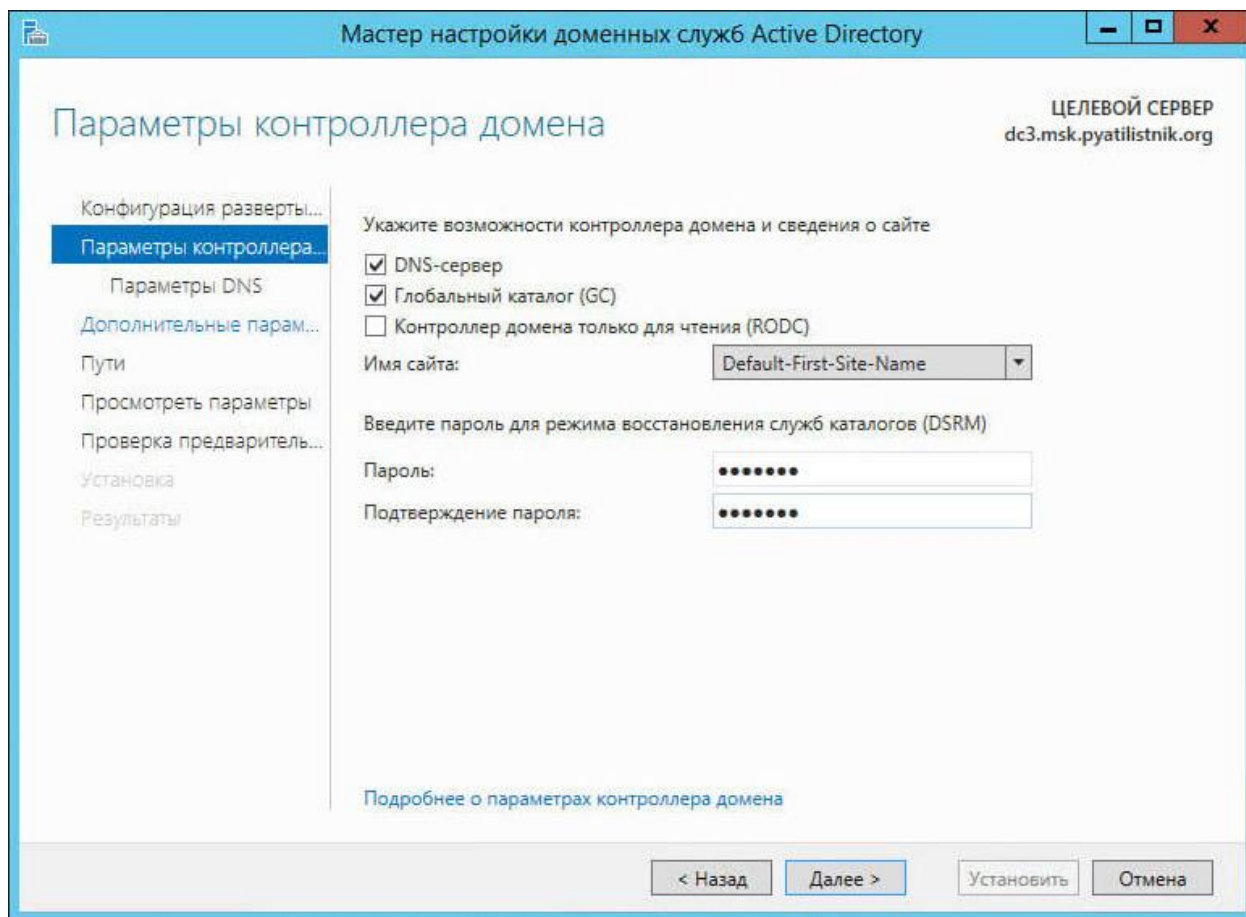 Мастер настройки доменных служб Active Directory
Параметры контроллера домена
ЦЕЛЕВОЙ СЕРВЕР
dc3.msk.pyatilistnik.org
Конфигурация разверты...
Параметры контроллера...
Параметры DNS
Дополнительные парам...
Пути
Просмотреть параметры
Проверка предваритель...
Установка
Результаты
Укажите возможности контроллера домена и сведения о сайте
DNS-сервер
Глобальный каталог (GC)
Контроллер домена только для чтения (RODC)
Имя сайта: Default-First-Site-Name
Введите пароль для режима восстановления служб каталогов (DSRM)
Пароль: •••••••
Подтверждение пароля: •••••••
Подробнее о параметрах контроллера домена
< Назад Далее > Установить Отмена